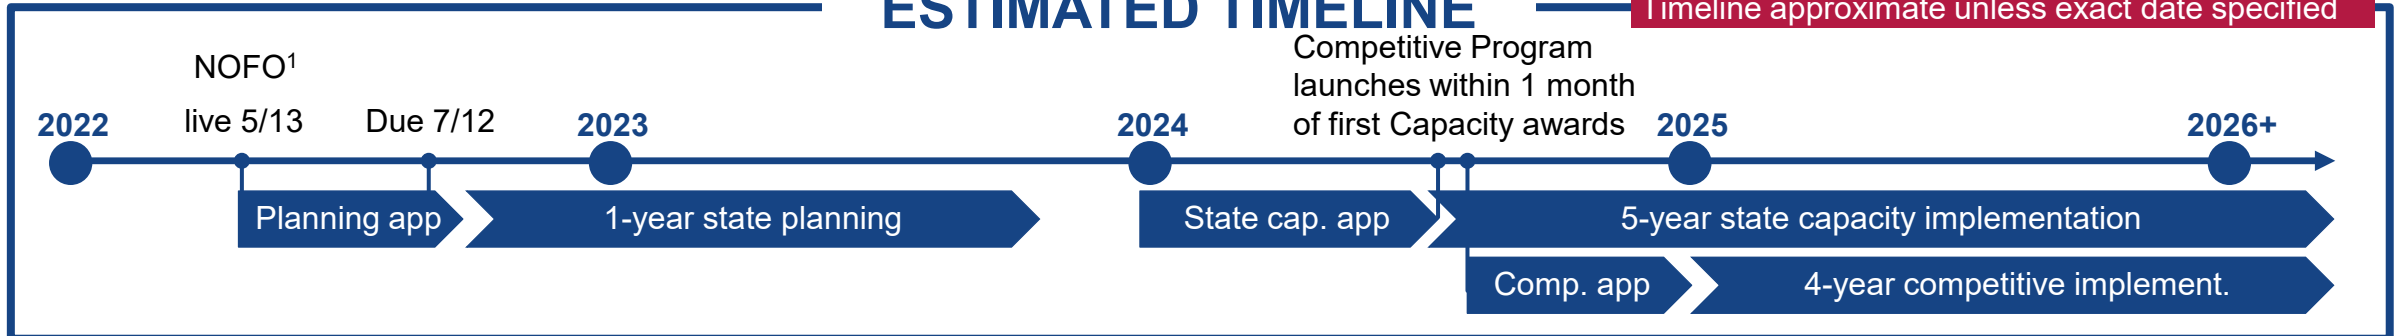 ESTIMATED TIMELINE
Timeline approximate unless exact date specified
NOFO¹
live 5/13
Due 7/12
Competitive Program
launches within 1 month
of first Capacity awards
2022
2023
2024
2025
2026+
Planning app
1-year state planning
State cap. app
5-year state capacity implementation
Comp. app
4-year competitive implement.